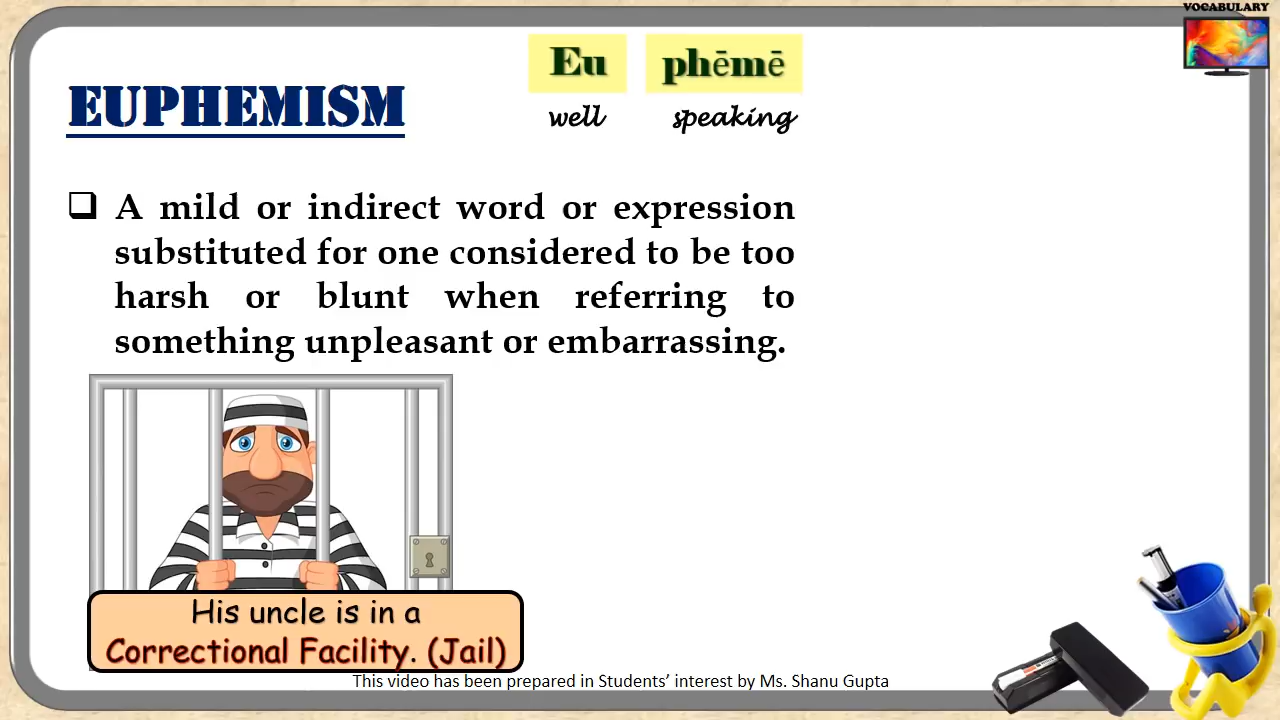 VOCABULARY
Eu phēmē
well speaking
EUPHEMISM
A mild or indirect word or expression
substituted for one considered to be too
harsh or blunt when referring to
something unpleasant or embarrassing.
His uncle is in a
Correctional Facility. (Jail)
This video has been prepared in Students’ interest by Ms. Shanu Gupta